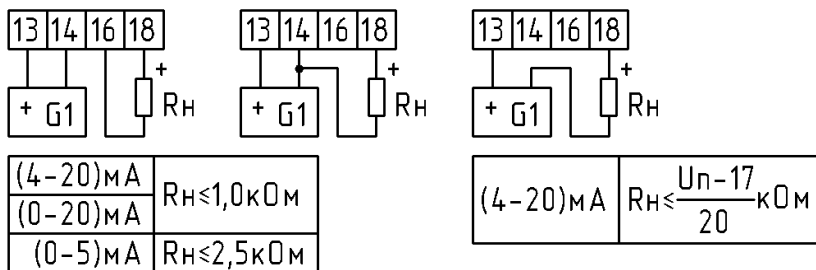 13 14 16 18
+ G1
+
Rн
13 14 16 18
+ G1
+
Rн
13 14 16 18
+ G1
+
Rн
(4-20)мА
(0-20)мА
Rн≤1,0кОм
(0-5)мА Rн≤2,5кОм
(4-20)мА Rн≤ Uп-17/20 кОм